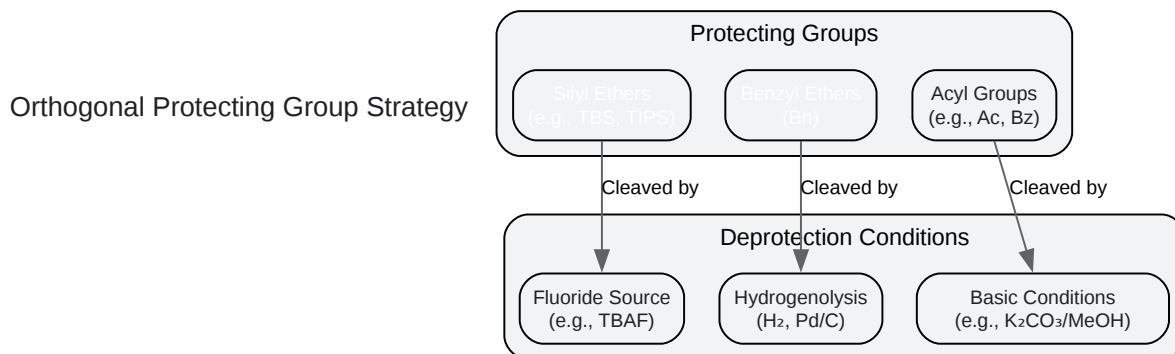 Orthogonal Protecting Group Strategy
Protecting Groups
Silyl Ethers
(e.g., TBS, TIPS)
Benzyl Ethers
(Bn)
Acyl Groups
(e.g., Ac, Bz)
Cleaved by
Cleaved by
Cleaved by
Deprotection Conditions
Fluoride Source
(e.g., TBAF)
Hydrogenolysis
(H₂, Pd/C)
Basic Conditions
(e.g., K₂CO₃/MeOH)